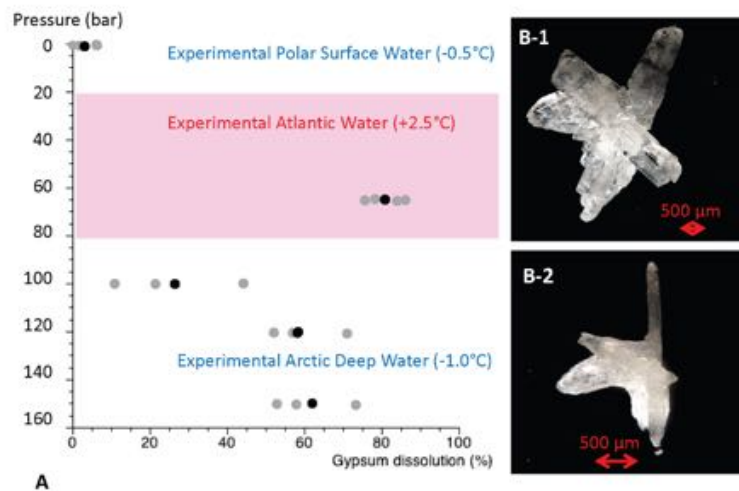 Pressure (bar)
0
Experimental Polar Surface Water (-0.5°C)
20
Experimental Atlantic Water (+2.5°C)
40
60
80
100
120
140
Experimental Arctic Deep Water (-1.0°C)
160
0
20
40
60
80
100
Gypsum dissolution (%)
A
B-1
500 µm
B-2
500 µm